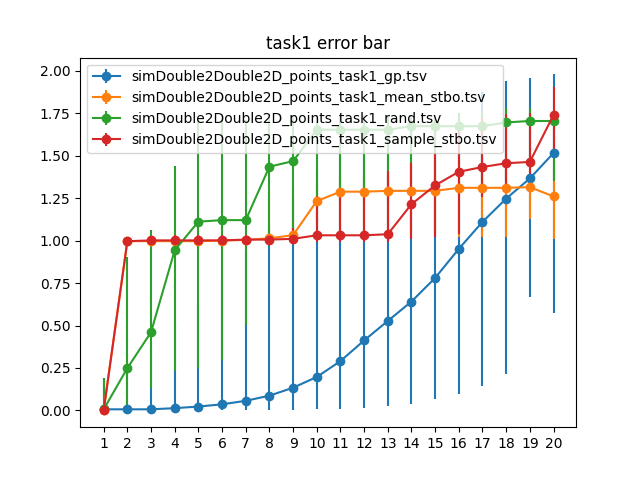 task1 error bar
2.00
1.75
1.50
1.25
1.00
0.75
0.50
0.25
0.00
simDouble2Double2D_points_task1_gp.tsv
simDouble2Double2D_points_task1_mean_stbo.tsv
simDouble2Double2D_points_task1_rand.tsv
simDouble2Double2D_points_task1_sample_stbo.tsv
1 2 3 4 5 6 7 8 9 10 11 12 13 14 15 16 17 18 19 20